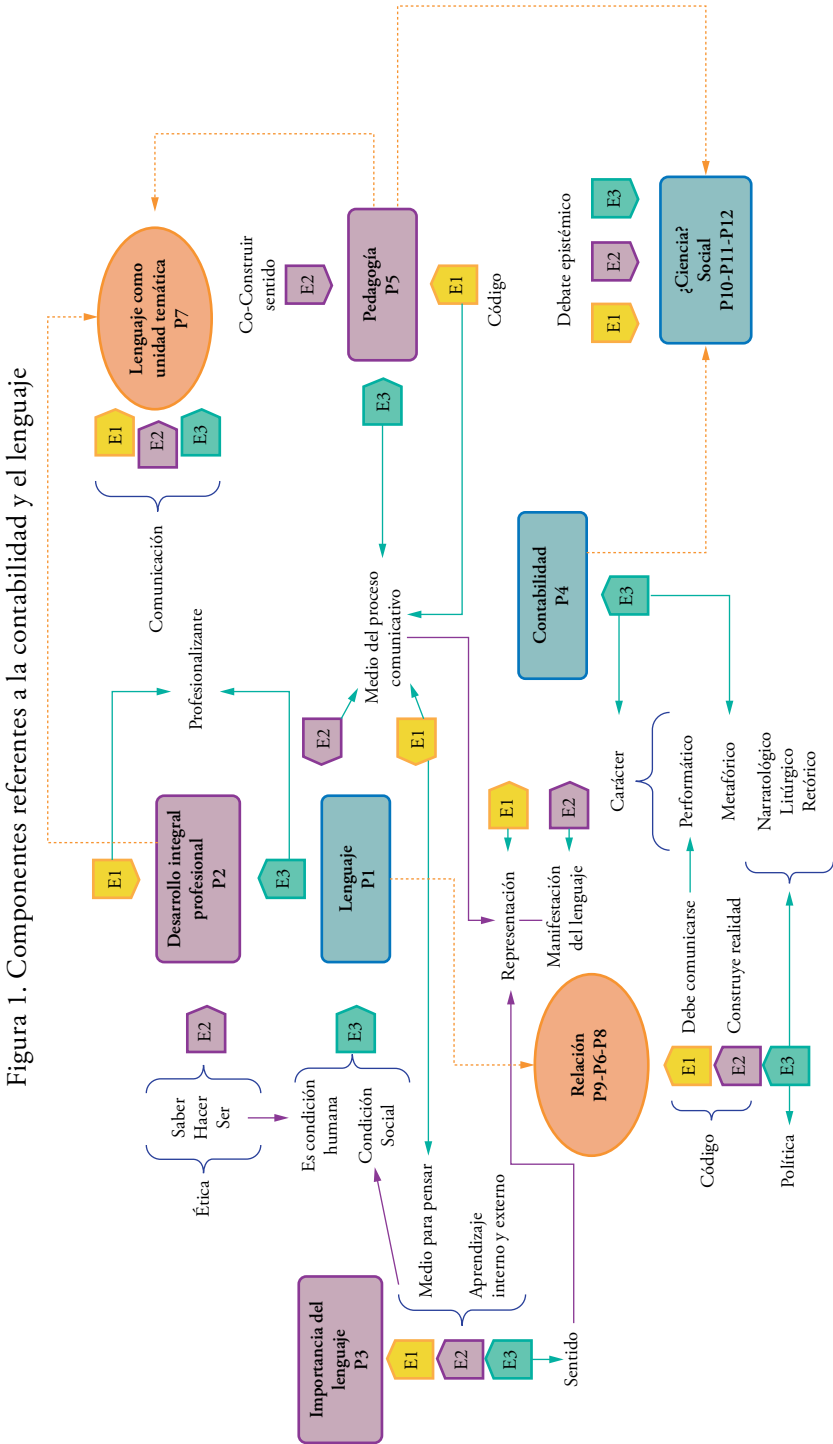 Figura 1. Componentes referentes a la contabilidad y el lenguaje
Importancia del
lenguaje
P3
E1
E2
E3
Sentido
Medio para pensar
Aprendizaje
interno y externo
Ética
Saber
Hacer
Ser
E2
Es condición
humana
Condición
Social
E3
Desarrollo integral
profesional
P2
E1
E3
Profesionalizante
Lenguaje
P1
E2
E1
Medio del proceso
comunicativo
Comunicación
E1
E2
E3
Lenguaje como
unidad temática
P7
Co-Construir
sentido
E2
Pedagogía
P5
E3
E1
Código
Representación
E1
Manifestación
del lenguaje
E2
Relación
P9-P6-P8
E1
E2
E3
Código
Política
Debe comunicarse
Construye realidad
Carácter
Performático
Metafórico
Narratológico
Litúrgico
Retórico
Contabilidad
P4
E3
Debate epistémico
E1
E2
E3
¿Ciencia?
Social
P10-P11-P12